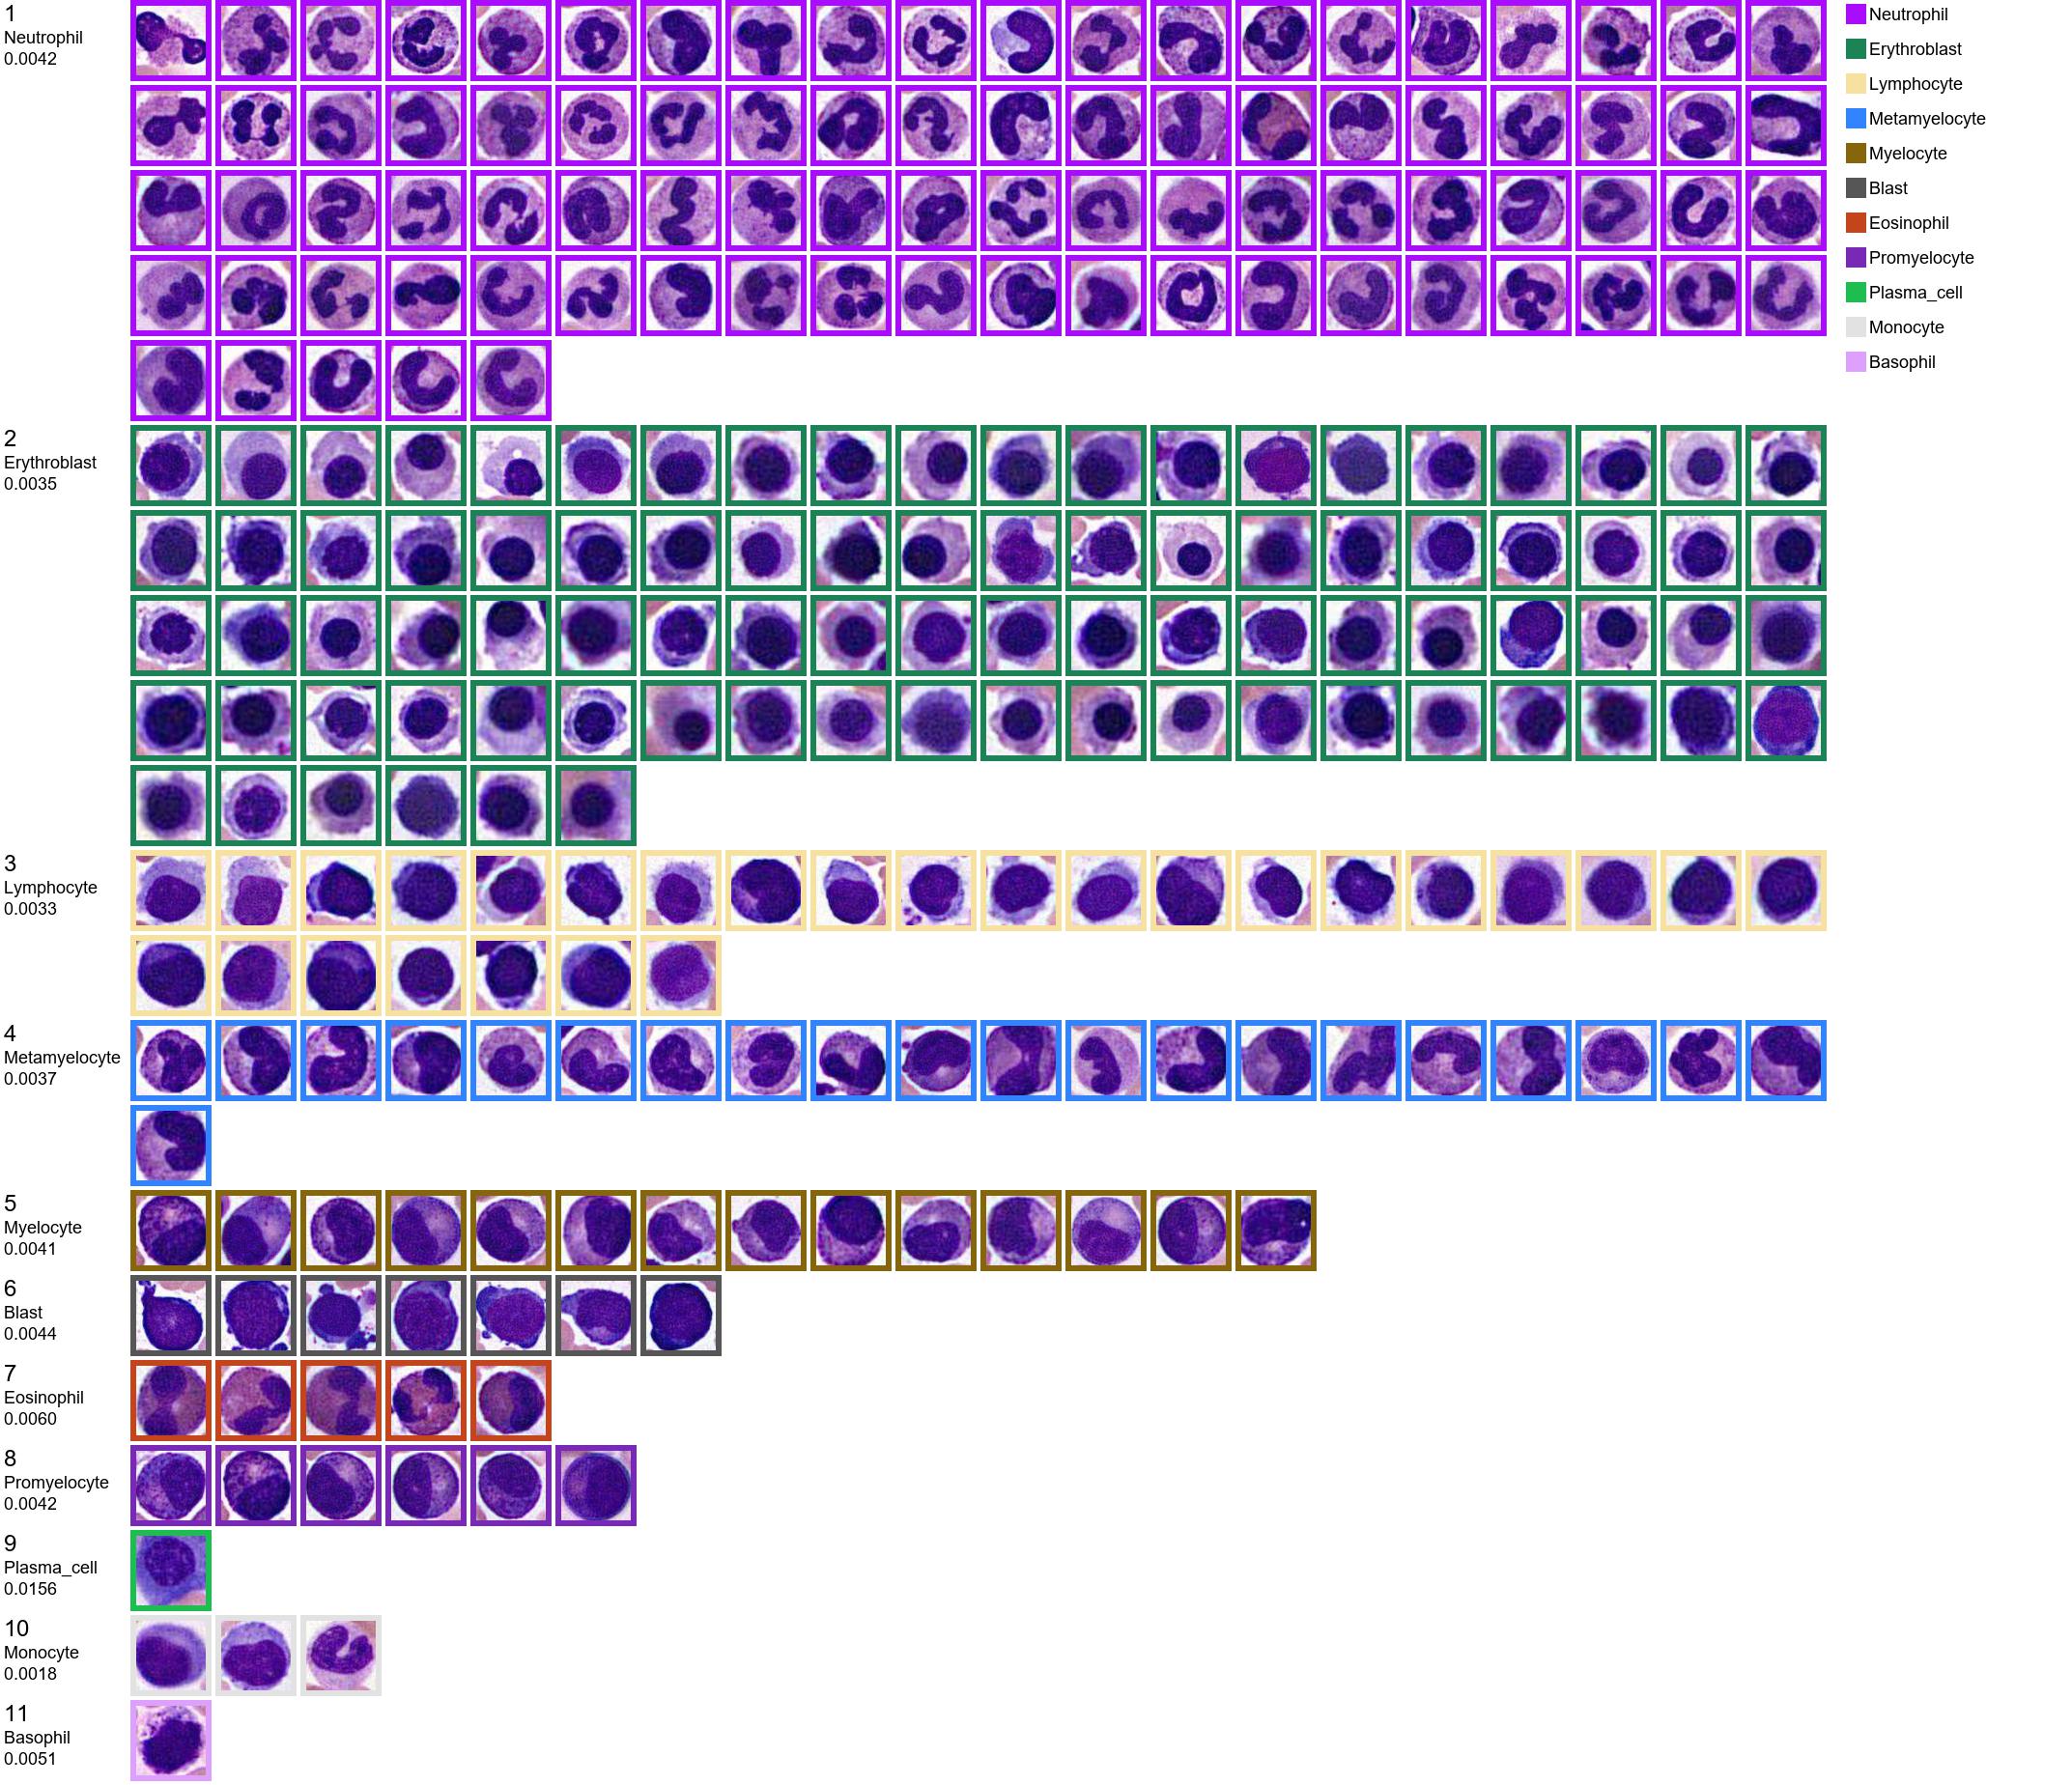 1
Neutrophil
0.0042
2
Erythroblast
0.0035
3
Lymphocyte
0.0033
4
Metamyelocyte
0.0037
5
Myelocyte
0.0041
6
Blast
0.0044
7
Eosinophil
0.0060
8
Promyelocyte
0.0042
9
Plasma_cell
0.0156
10
Monocyte
0.0018
11
Basophil
0.0051
Neutrophil
Erythroblast
Lymphocyte
Metamyelocyte
Myelocyte
Blast
Eosinophil
Promyelocyte
Plasma_cell
Monocyte
Basophil